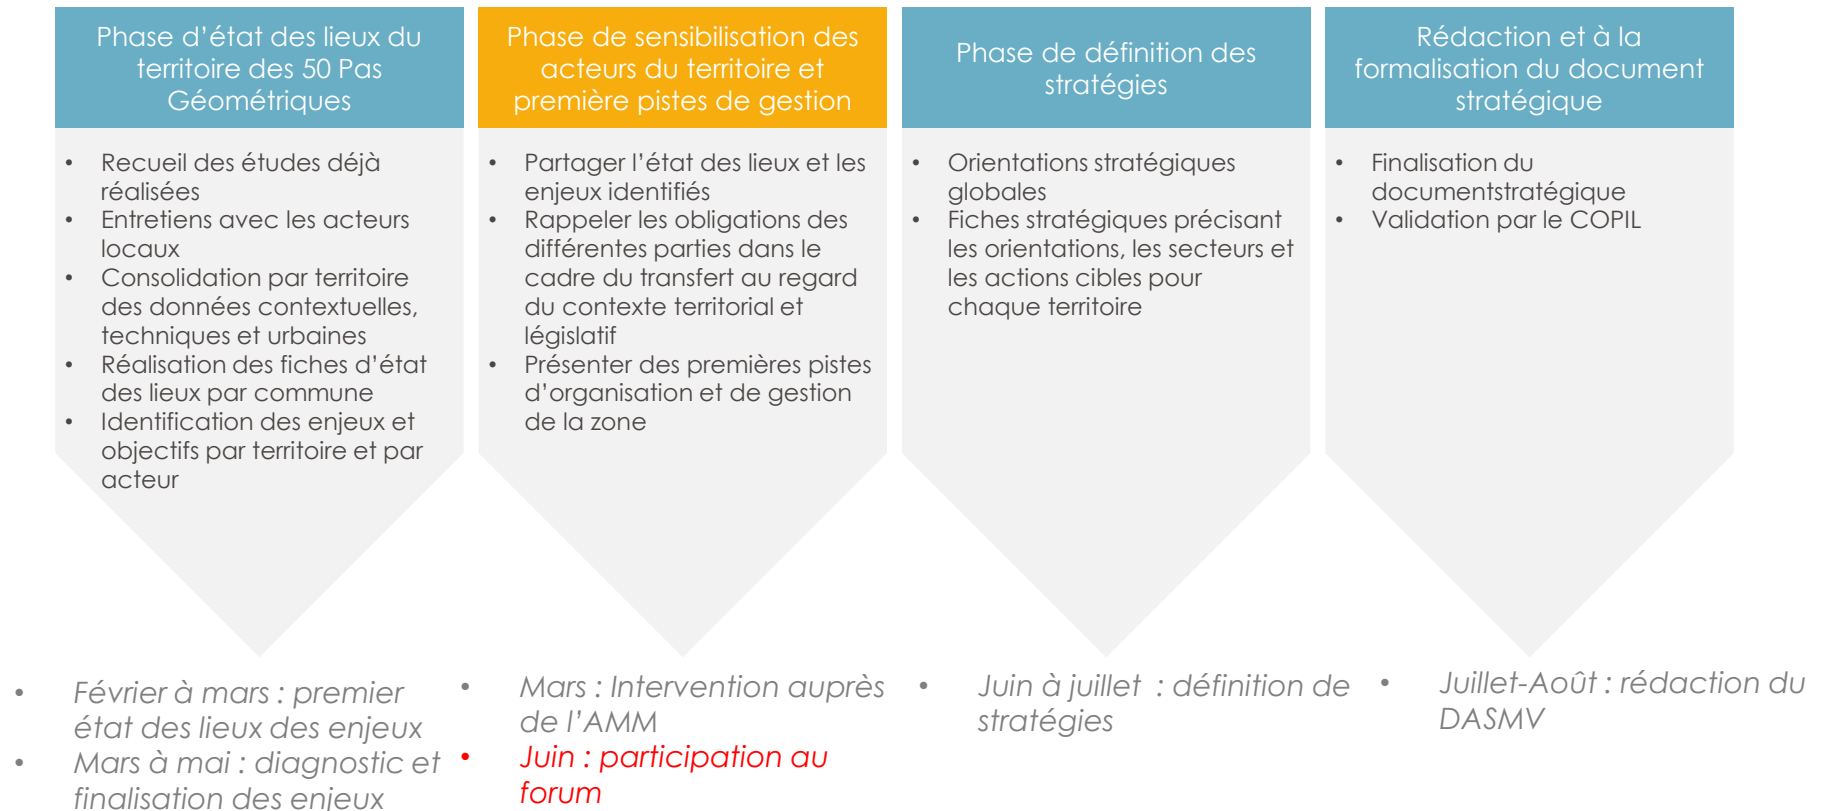 Phase d’état des lieux du
territoire des 50 Pas
Géométriques
• Recueil des études déjà
réalisées
• Entretiens avec les acteurs
locaux
• Consolidation par territoire
des données contextuelles,
techniques et urbaines
• Réalisation des fiches d’état
des lieux par commune
• Identification des enjeux et
objectifs par territoire et par
acteur
• Février à mars : premier
état des lieux des enjeux
• Mars à mai : diagnostic et
finalisation des enjeux
Phase de sensibilisation des
acteurs du territoire et
première pistes de gestion
• Partager l’état des lieux et les
enjeux identifiés
• Rappeler les obligations des
différentes parties dans le
cadre du transfert au regard
du contexte territorial et
législatif
• Présenter des premières pistes
d’organisation et de gestion
de la zone
• Mars : Intervention auprès
de l’AMM
• Juin : participation au
forum
Phase de définition des
stratégies
• Orientations stratégiques
globales
• Fiches stratégiques précisant
les orientations, les secteurs et
les actions cibles pour
chaque territoire
• Juin à juillet  : définition de
stratégies
Rédaction et à la
formalisation du document
stratégique
• Finalisation du
documentstratégique
• Validation par le COPIL
• Juillet-Août : rédaction du
DASMV